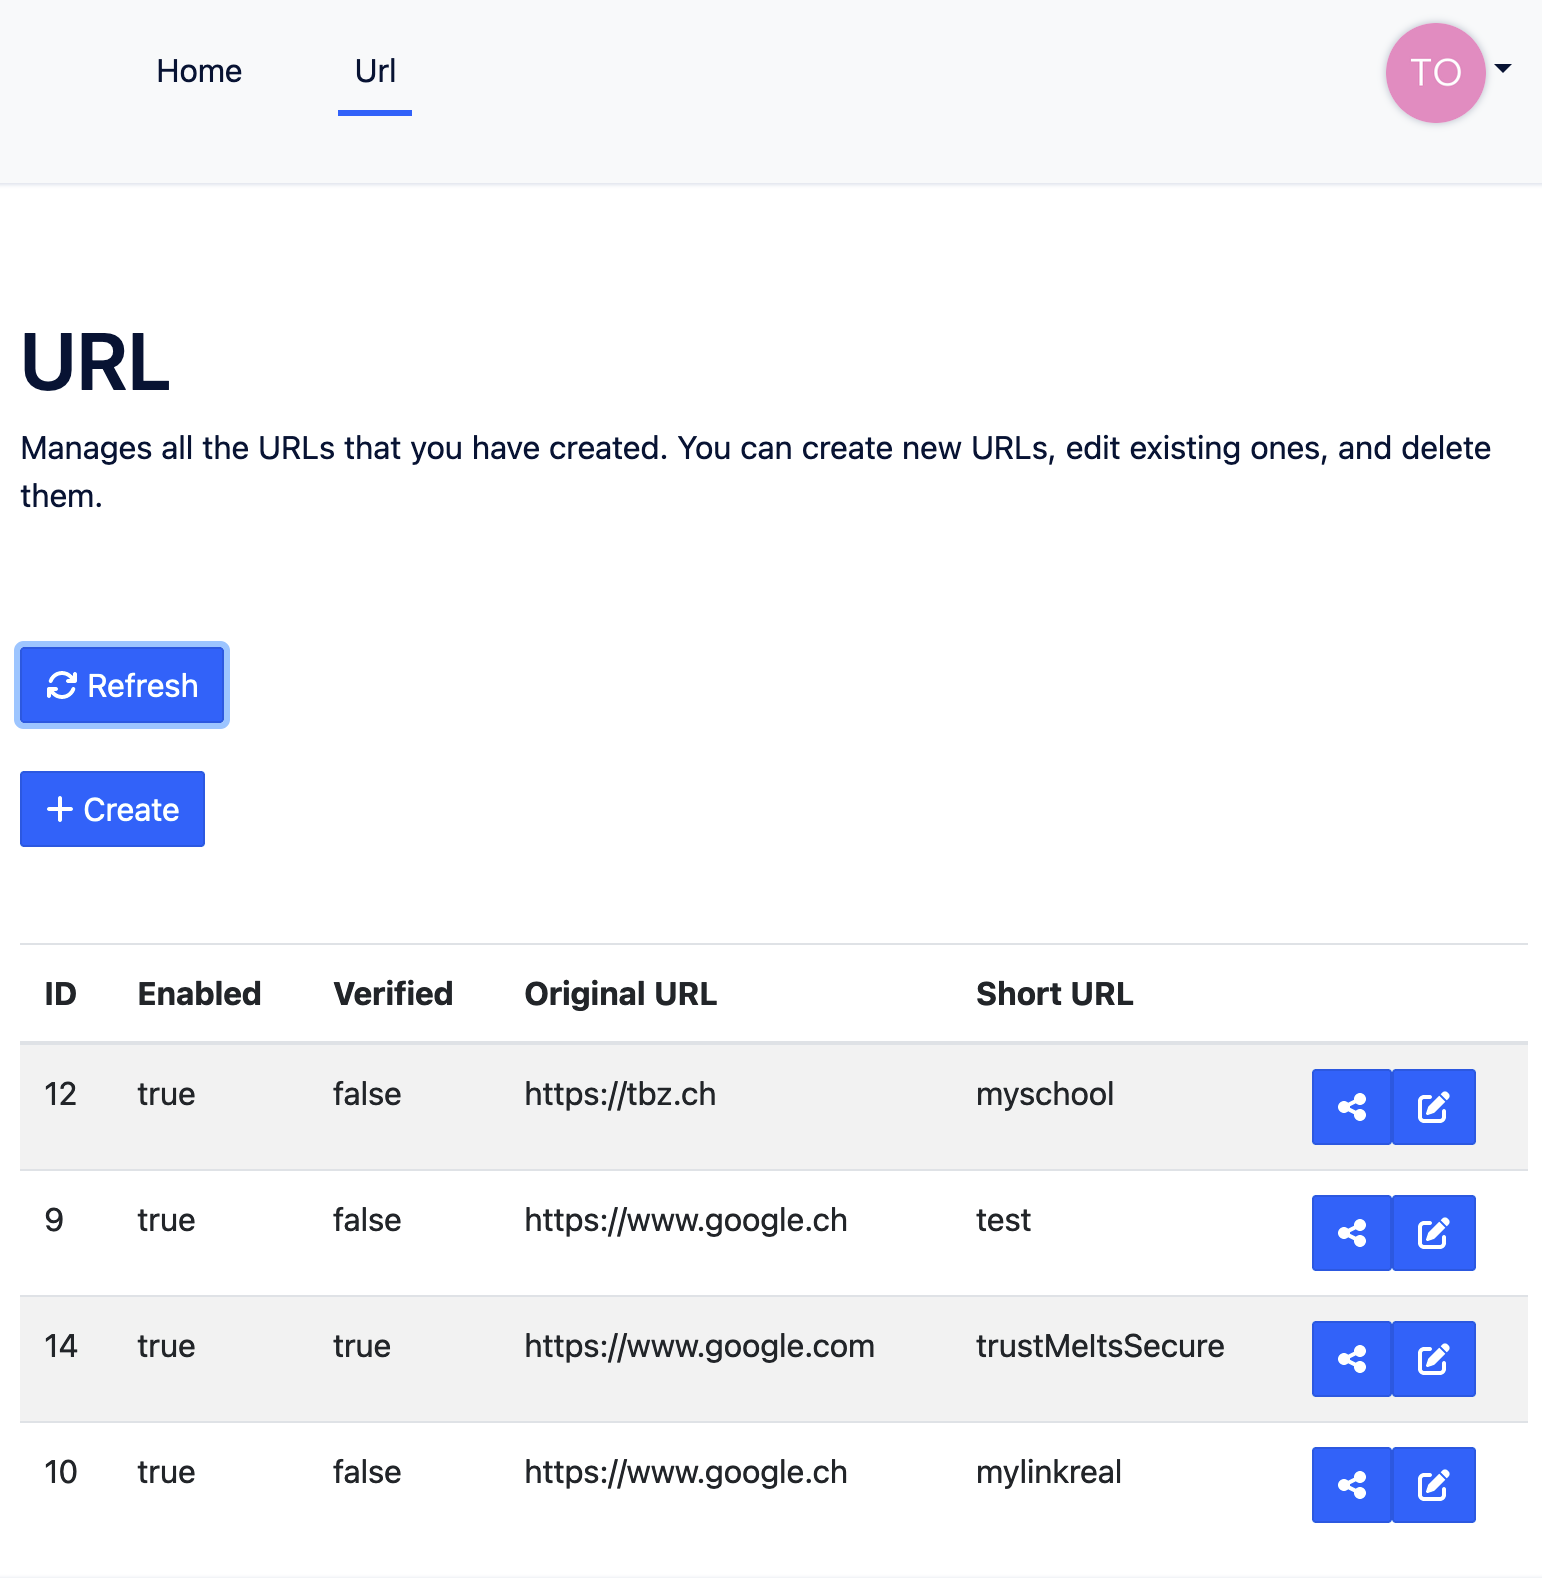 Home Url TO
URL
Manages all the URLs that you have created. You can create new URLs, edit existing ones, and delete
them.
Refresh
Create
ID Enabled Verified Original URL Short URL
12 true false https://tbz.ch myschool
9 true false https://www.google.ch test
14 true true https://www.google.com trustMeItsSecure
10 true false https://www.google.ch mylinkreal